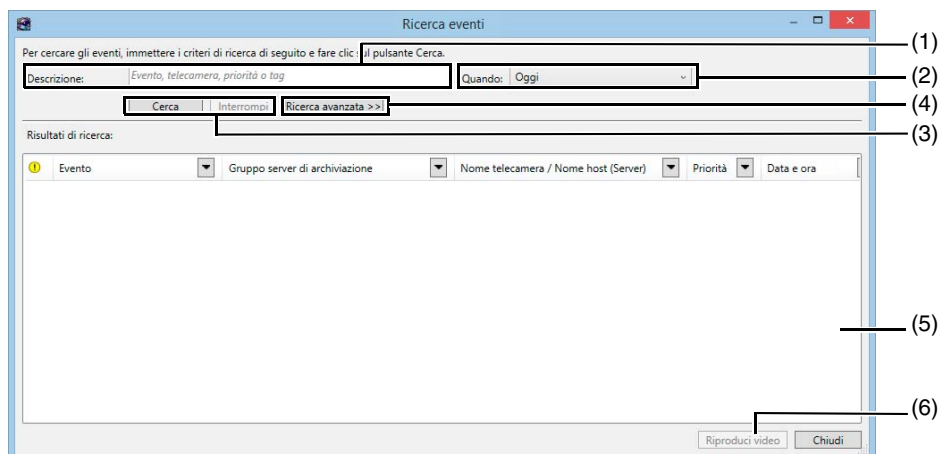 Ricerca eventi
Per cercare gli eventi, immettere i criteri di ricerca di seguito e fare clic sul pulsante Cerca.
(1)
Descrizione: Evento, telecamera, priorità o tag Quando: Oggi (2)
Cerca Interrompi Ricerca avanzata >> (4)
(3)
Risultati di ricerca:
Evento Gruppo server di archiviazione Nome telecamera / Nome host (Server) Priorità Data e ora
(5)
(6)
Riproduci video Chiudi